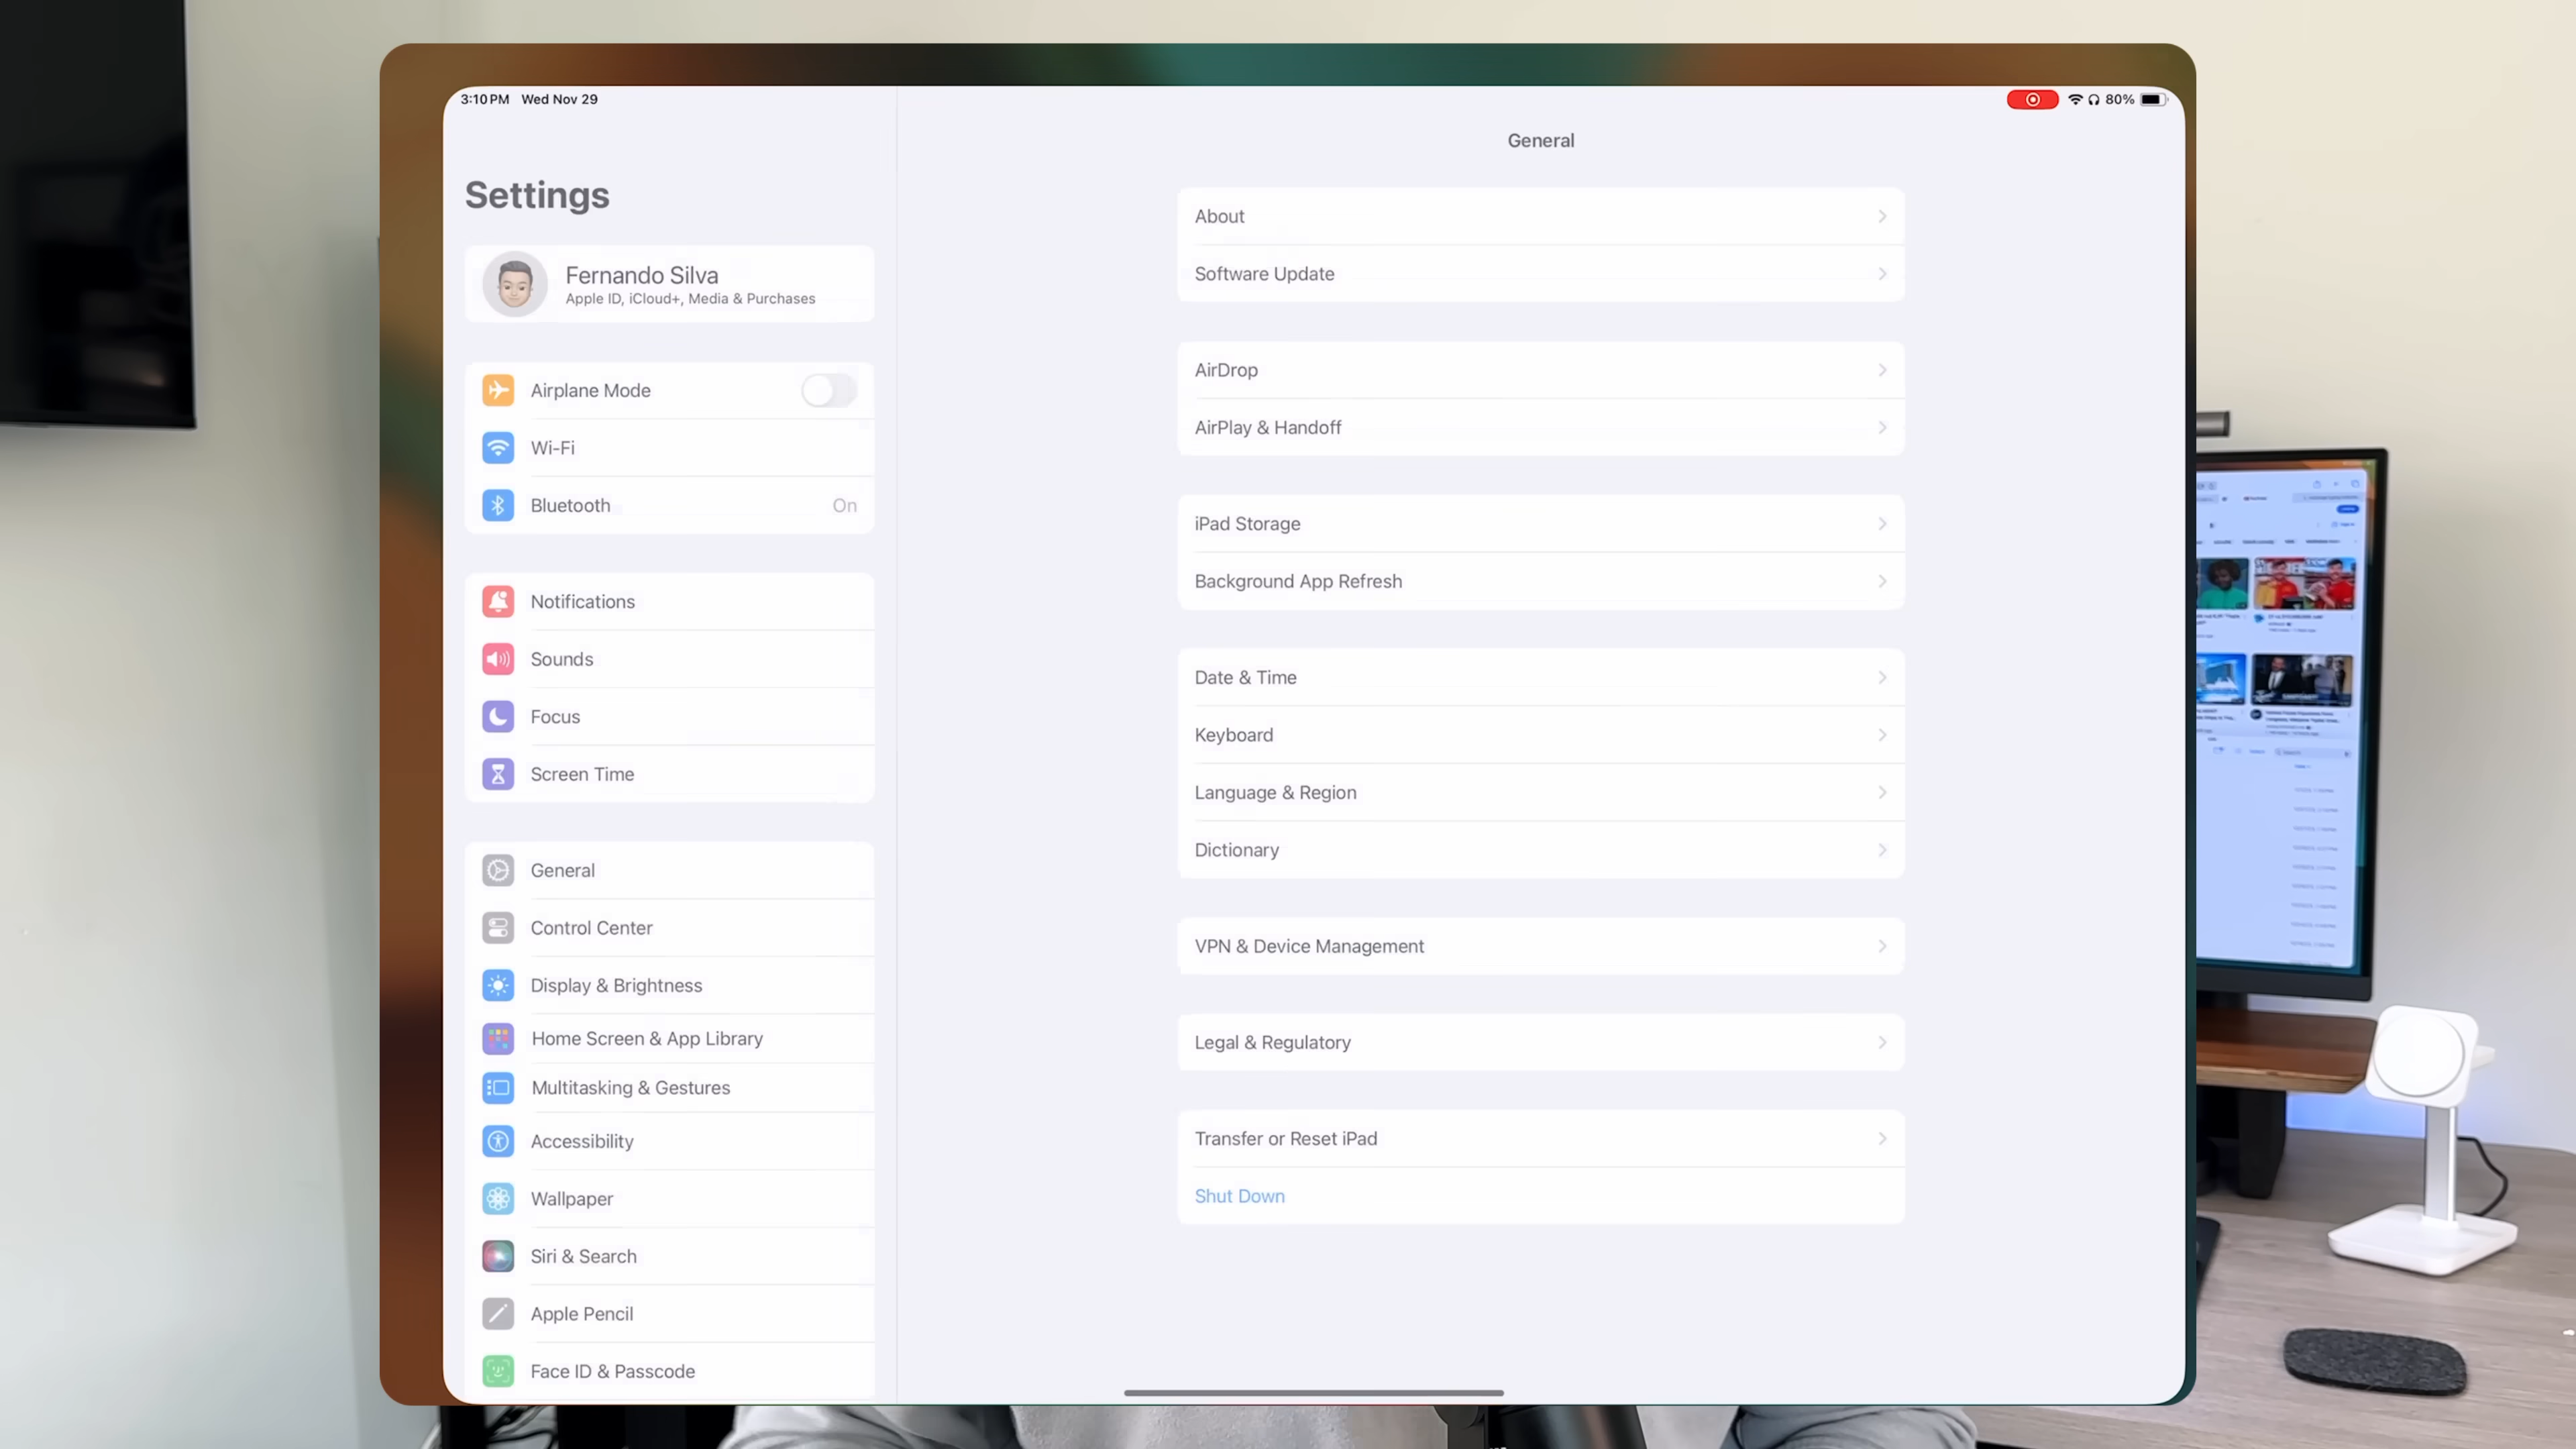 3:10 PM Wed Nov 29
80%
Settings
Fernando Silva
Apple ID, iCloud+, Media & Purchases
Airplane Mode
Wi-Fi
Bluetooth
On
Notifications
Sounds
Focus
Screen Time
General
Control Center
Display & Brightness
Home Screen & App Library
Multitasking & Gestures
Accessibility
Wallpaper
Siri & Search
Apple Pencil
Face ID & Passcode
General
About
Software Update
AirDrop
AirPlay & Handoff
iPad Storage
Background App Refresh
Date & Time
Keyboard
Language & Region
Dictionary
VPN & Device Management
Legal & Regulatory
Transfer or Reset iPad
Shut Down